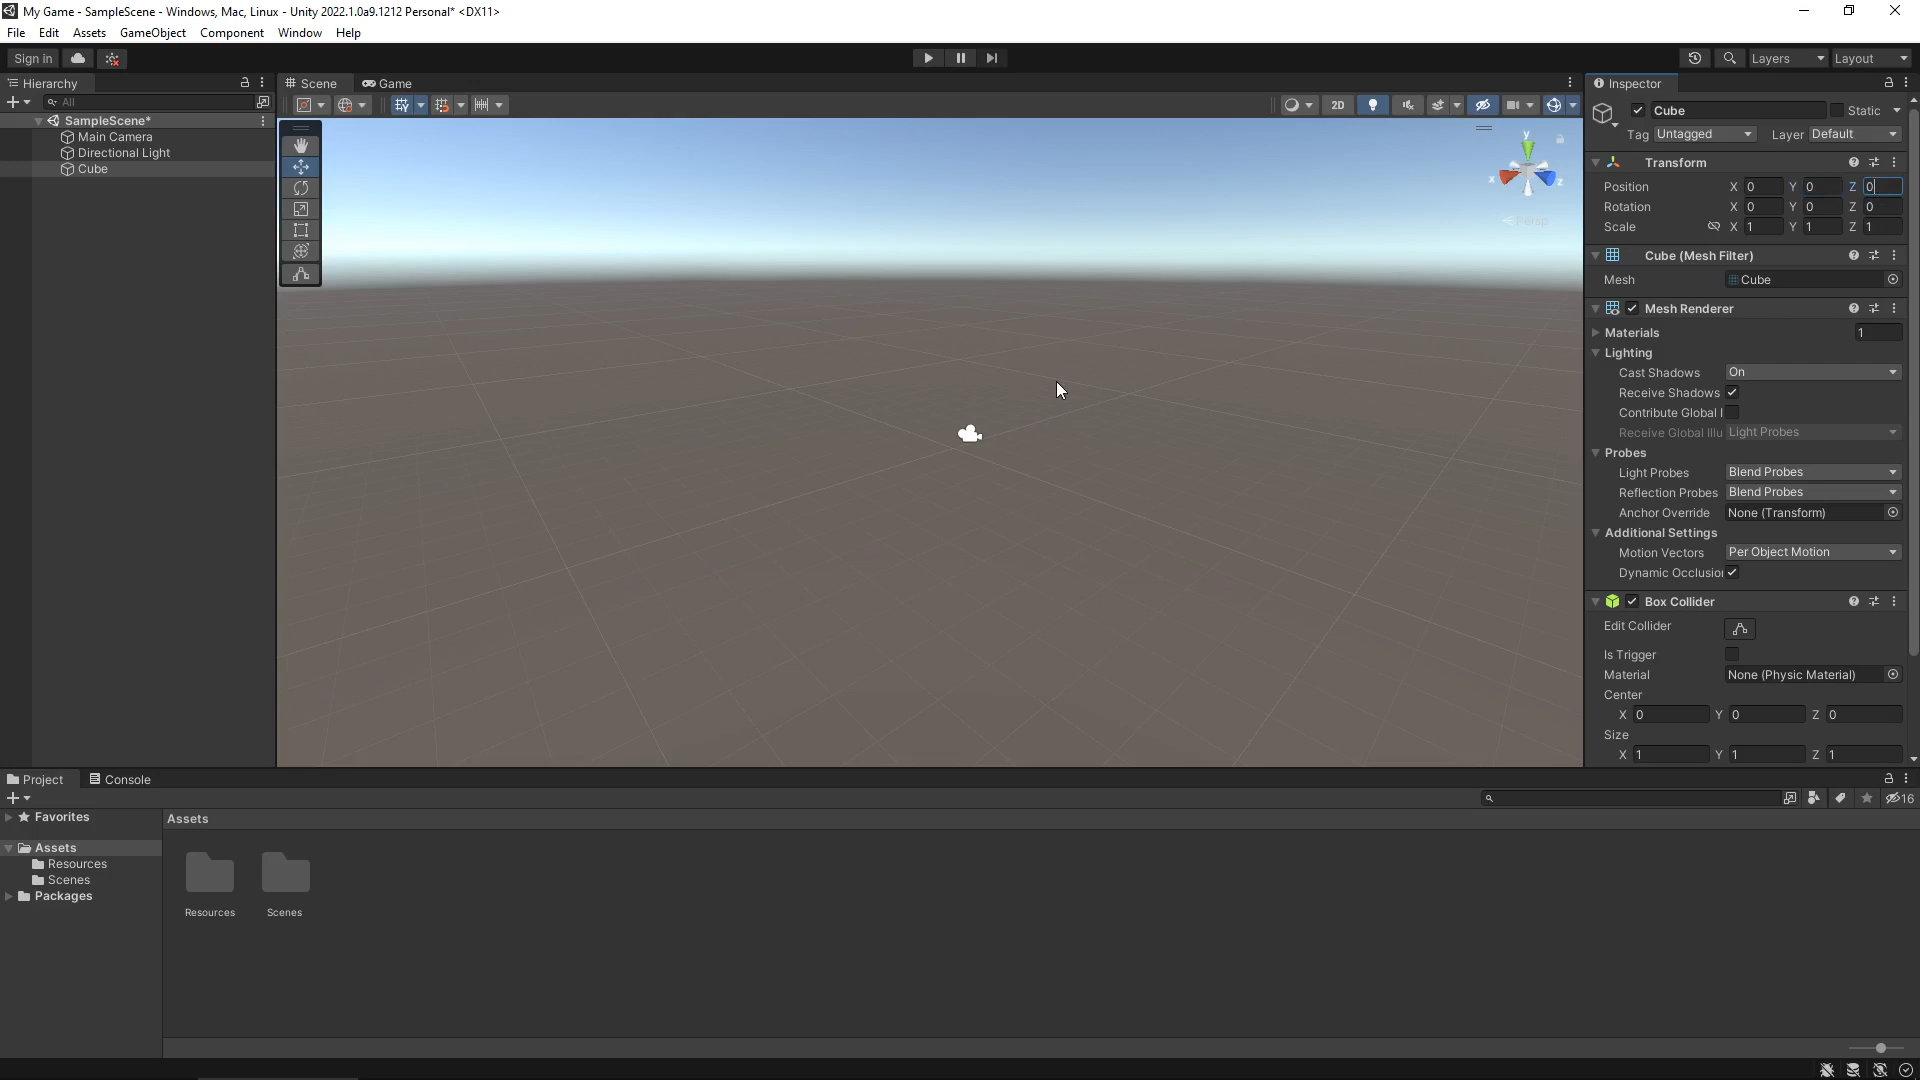 My Game - SampleScene - Windows, Mac, Linux - Unity 2022.1.0a9.1212 Personal* <DX11>
File Edit Assets GameObject Component Window Help
Sign in
Layers
Layout
Hierarchy
All
SampleScene*
Main Camera
Directional Light
Cube
Scene
Game
2D
y
x
z
Persp
Inspector
Cube
Static
Tag Untagged
Layer Default
Transform
Position X 0 Y 0 Z 0
Rotation X 0 Y 0 Z 0
Scale X 1 Y 1 Z 1
Cube (Mesh Filter)
Mesh Cube
Mesh Renderer
Materials 1
Lighting
Cast Shadows On
Receive Shadows
Contribute Global I
Receive Global Illu Light Probes
Probes
Light Probes Blend Probes
Reflection Probes Blend Probes
Anchor Override None (Transform)
Additional Settings
Motion Vectors Per Object Motion
Dynamic Occlusion
Box Collider
Edit Collider
Is Trigger
Material None (Physic Material)
Center
X 0 Y 0 Z 0
Size
X 1 Y 1 Z 1
Project
Console
16
Favorites
Assets
Resources
Scenes
Packages
Assets
Resources
Scenes